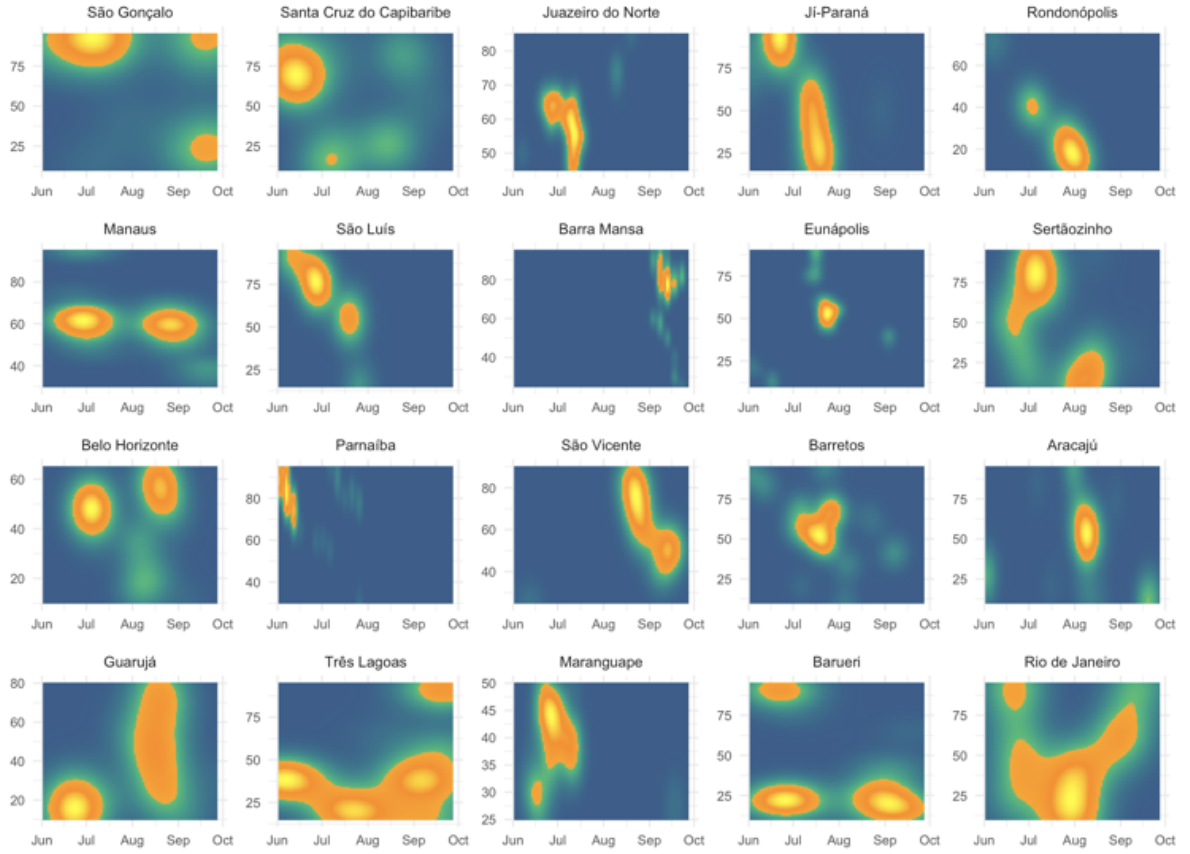 São Gonçalo Santa Cruz do Capibaribe Juazeiro do Norte Jí-Paraná Rondonópolis
75 50 25 75 50 25 80 70 60 50 75 50 25 60 40 20
Jun Jul Aug Sep Oct Jun Jul Aug Sep Oct Jun Jul Aug Sep Oct Jun Jul Aug Sep Oct Jun Jul Aug Sep Oct
Manaus São Luís Barra Mansa Eunápolis Sertãozinho
80 60 40 75 50 25 80 60 40 75 50 25 75 50 25
Jun Jul Aug Sep Oct Jun Jul Aug Sep Oct Jun Jul Aug Sep Oct Jun Jul Aug Sep Oct Jun Jul Aug Sep Oct
Belo Horizonte Parnaíba São Vicente Barretos Aracajú
60 40 20 80 60 40 80 60 40 75 50 25 75 50 25
Jun Jul Aug Sep Oct Jun Jul Aug Sep Oct Jun Jul Aug Sep Oct Jun Jul Aug Sep Oct Jun Jul Aug Sep Oct
Guarujá Três Lagoas Maranguape Barueri Rio de Janeiro
80 60 40 20 75 50 25 50 45 40 35 30 25 75 50 25 75 50 25
Jun Jul Aug Sep Oct Jun Jul Aug Sep Oct Jun Jul Aug Sep Oct Jun Jul Aug Sep Oct Jun Jul Aug Sep Oct